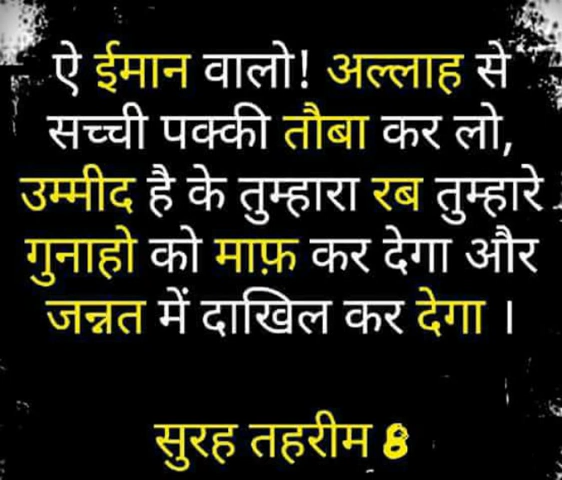 ऐ ईमान वालो! अल्लाह से
सच्ची पक्की तौबा कर लो,
उम्मीद है के तुम्हारा रब तुम्हारे
गुनाहो को माफ़ कर देगा और
जन्नत में दाखिल कर देगा ।
सुरह तहरीम 8